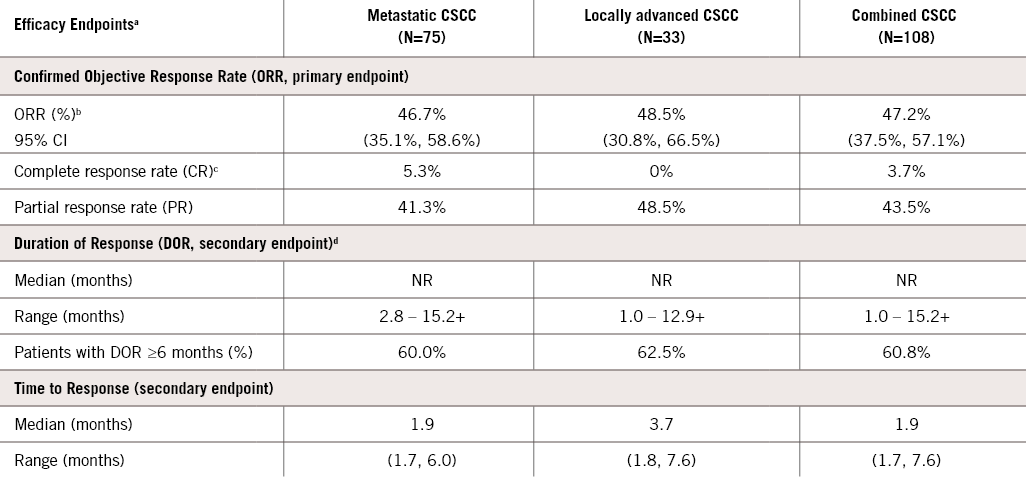 Efficacy Endpointsᵃ Metastatic CSCC (N=75) Locally advanced CSCC (N=33) Combined CSCC (N=108)
Confirmed Objective Response Rate (ORR, primary endpoint)
ORR (%)ᵇ 46.7% 48.5% 47.2%
95% CI (35.1%, 58.6%) (30.8%, 66.5%) (37.5%, 57.1%)
Complete response rate (CR)ᶜ 5.3% 0% 3.7%
Partial response rate (PR) 41.3% 48.5% 43.5%
Duration of Response (DOR, secondary endpoint)ᵈ
Median (months) NR NR NR
Range (months) 2.8 – 15.2+ 1.0 – 12.9+ 1.0 – 15.2+
Patients with DOR ≥6 months (%) 60.0% 62.5% 60.8%
Time to Response (secondary endpoint)
Median (months) 1.9 3.7 1.9
Range (months) (1.7, 6.0) (1.8, 7.6) (1.7, 7.6)